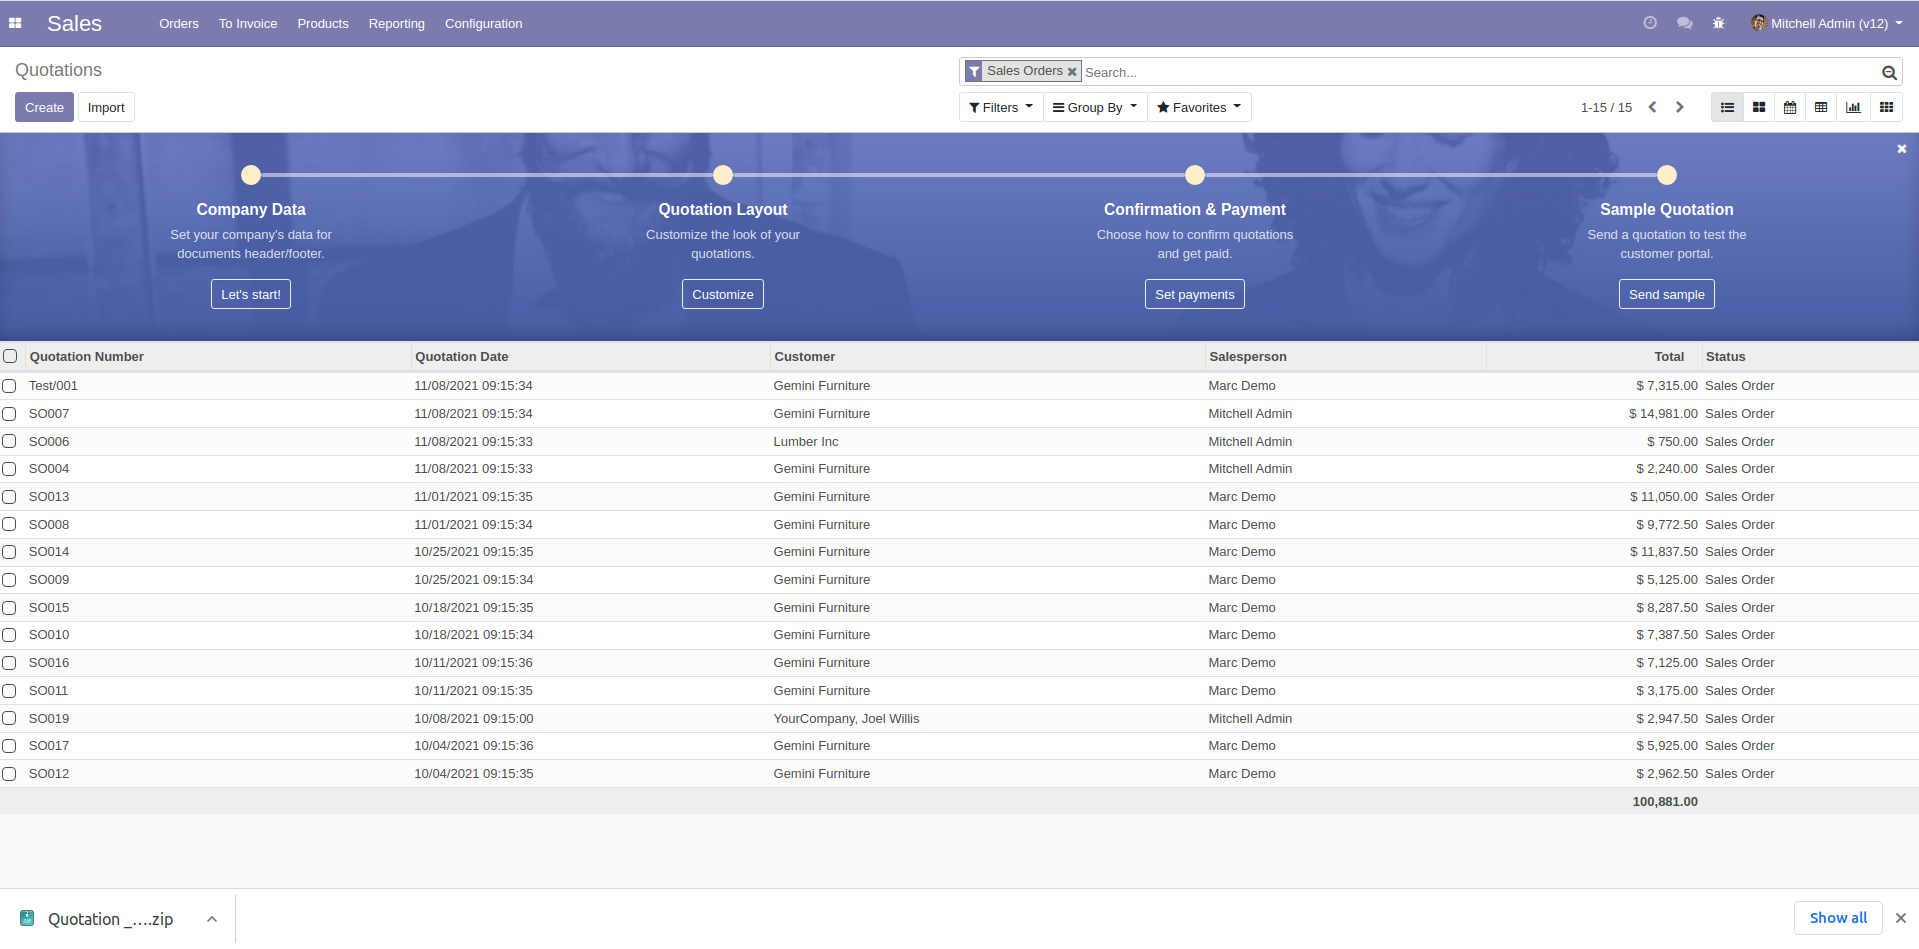 Sales Orders To Invoice Products Reporting Configuration Mitchell Admin (v12)
Quotations
Sales Orders Search...
Create Import
Filters Group By Favorites 1-15 / 15
Company Data
Set your company's data for
documents header/footer.
Let's start!
Quotation Layout
Customize the look of your
quotations.
Customize
Confirmation & Payment
Choose how to confirm quotations
and get paid.
Set payments
Sample Quotation
Send a quotation to test the
customer portal.
Send sample
Quotation Number Quotation Date Customer Salesperson Total Status
Test/001 11/08/2021 09:15:34 Gemini Furniture Marc Demo $ 7,315.00 Sales Order
SO007 11/08/2021 09:15:34 Gemini Furniture Mitchell Admin $ 14,981.00 Sales Order
SO006 11/08/2021 09:15:33 Lumber Inc Mitchell Admin $ 750.00 Sales Order
SO004 11/08/2021 09:15:33 Gemini Furniture Mitchell Admin $ 2,240.00 Sales Order
SO013 11/01/2021 09:15:35 Gemini Furniture Marc Demo $ 11,050.00 Sales Order
SO008 11/01/2021 09:15:34 Gemini Furniture Marc Demo $ 9,772.50 Sales Order
SO014 10/25/2021 09:15:35 Gemini Furniture Marc Demo $ 11,837.50 Sales Order
SO009 10/25/2021 09:15:34 Gemini Furniture Marc Demo $ 5,125.00 Sales Order
SO015 10/18/2021 09:15:35 Gemini Furniture Marc Demo $ 8,287.50 Sales Order
SO010 10/18/2021 09:15:34 Gemini Furniture Marc Demo $ 7,387.50 Sales Order
SO016 10/11/2021 09:15:36 Gemini Furniture Marc Demo $ 7,125.00 Sales Order
SO011 10/11/2021 09:15:35 Gemini Furniture Marc Demo $ 3,175.00 Sales Order
SO019 10/08/2021 09:15:00 YourCompany, Joel Willis Mitchell Admin $ 2,947.50 Sales Order
SO017 10/04/2021 09:15:36 Gemini Furniture Marc Demo $ 5,925.00 Sales Order
SO012 10/04/2021 09:15:35 Gemini Furniture Marc Demo $ 2,962.50 Sales Order
100,881.00
Quotation _....zip Show all